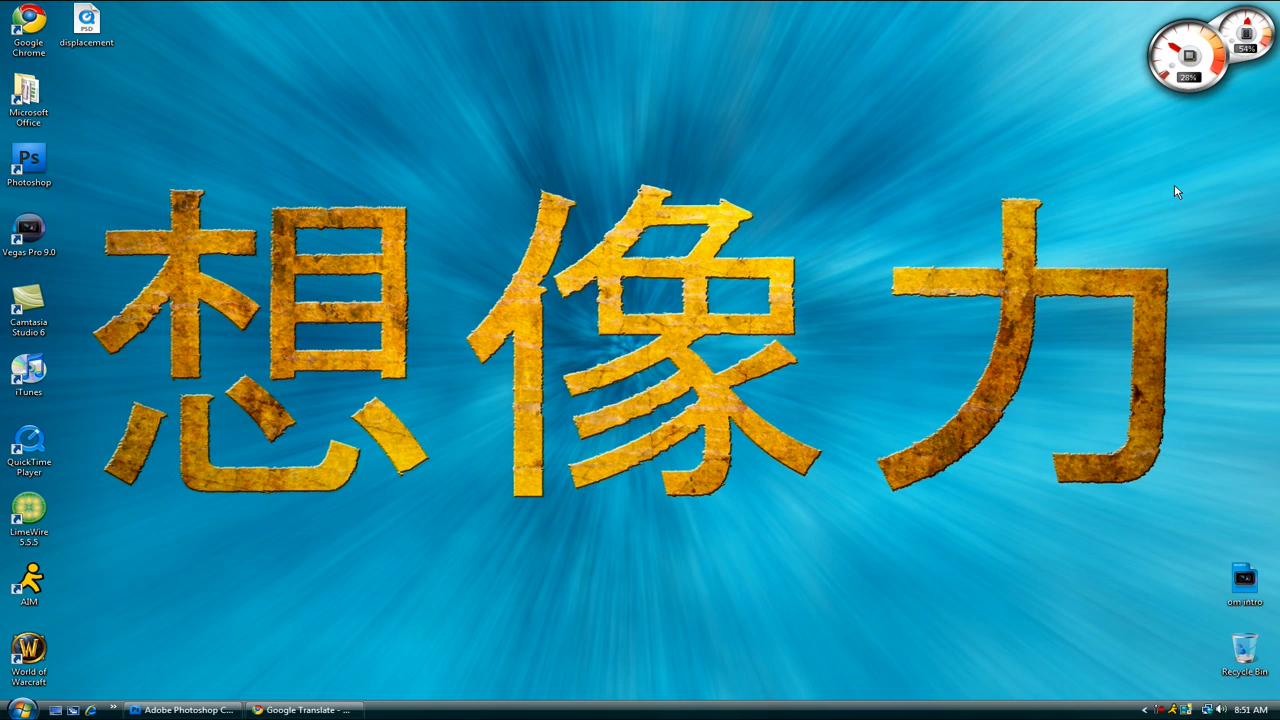 Google Chrome
displacement
PSD
54%
28%
Microsoft Office
Ps
Photoshop
Vegas Pro 9.0
Camtasia Studio 6
iTunes
QuickTime Player
LimeWire 5.5.5
AIM
World of Warcraft
想像力
om intro
Recycle Bin
Adobe Photoshop C...
Google Translate - ...
8:51 AM